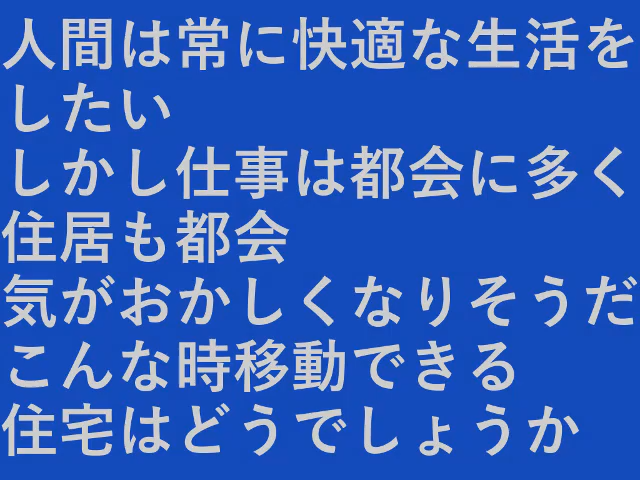 人間は常に快適な生活を
したい
しかし仕事は都会に多く
住居も都会
気がおかしくなりそうだ
こんな時移動できる
住宅はどうでしょうか